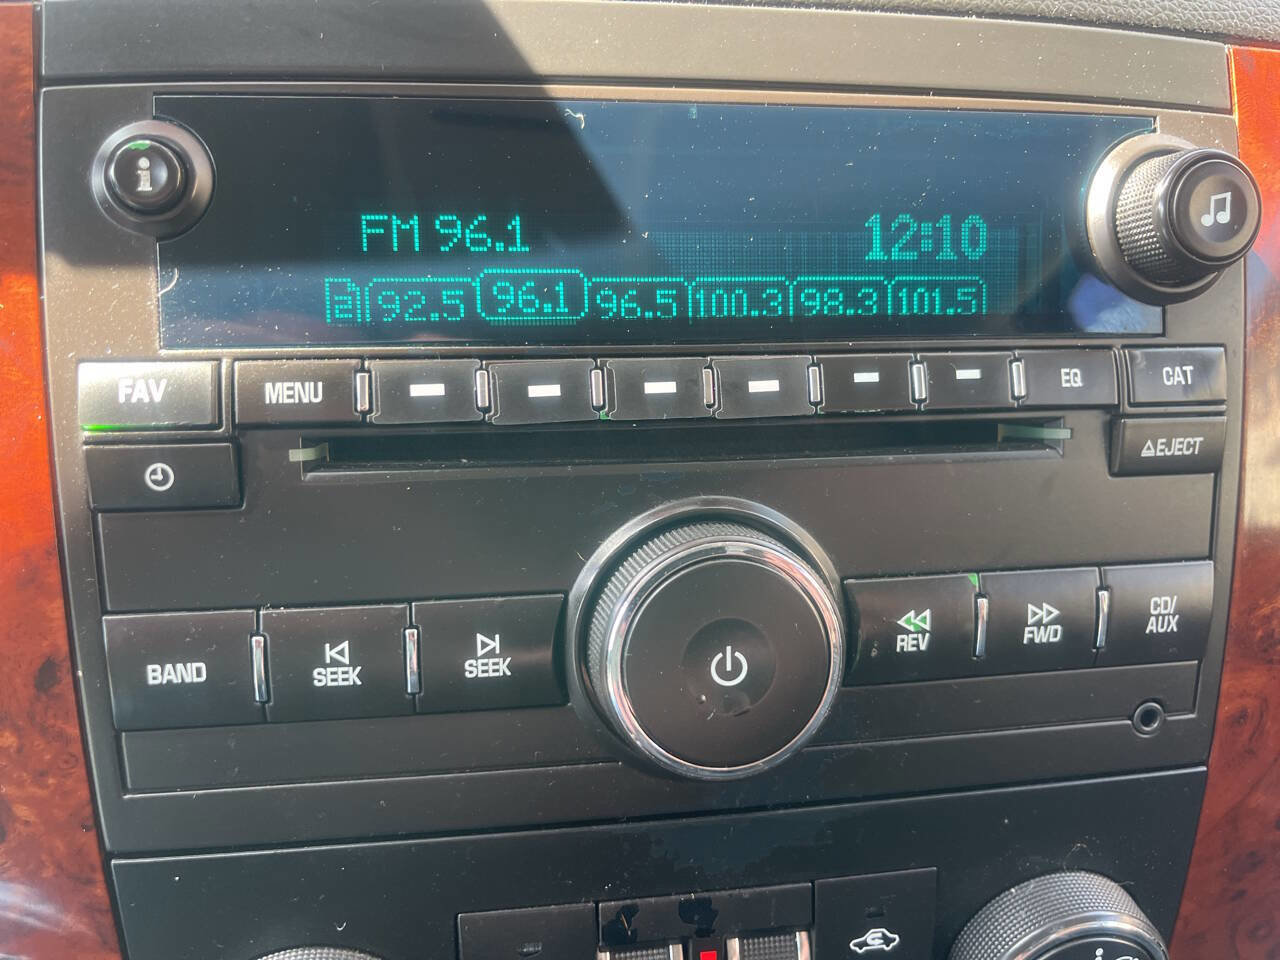 i
FM 96.1 12:10
2 92.5 96.1 96.5 100.3 98.3 101.5
FAV MENU EQ CAT
EJECT
BAND SEEK SEEK REV FWD CD/
AUX